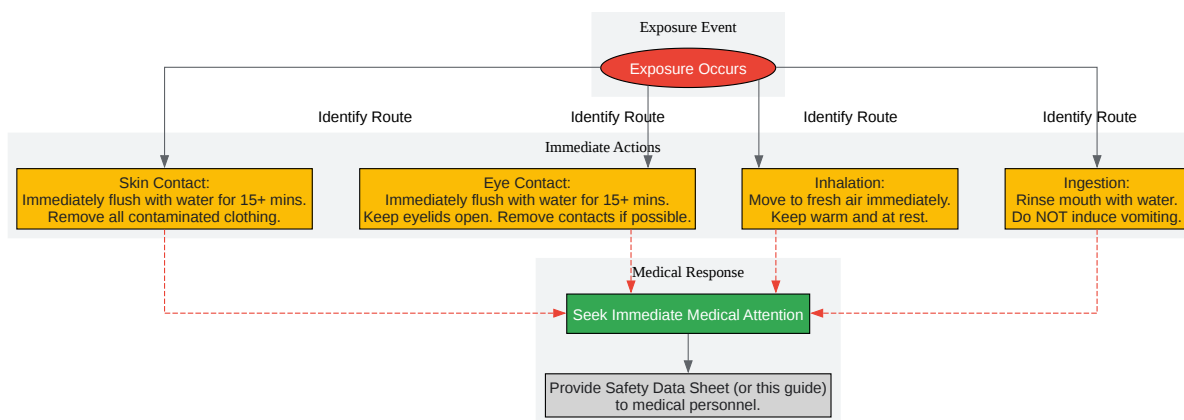 Exposure Event
Exposure Occurs
Identify Route
Identify Route
Identify Route
Identify Route
Immediate Actions
Skin Contact:
Immediately flush with water for 15+ mins.
Remove all contaminated clothing.
Eye Contact:
Immediately flush with water for 15+ mins.
Keep eyelids open. Remove contacts if possible.
Inhalation:
Move to fresh air immediately.
Keep warm and at rest.
Ingestion:
Rinse mouth with water.
Do NOT induce vomiting.
Medical Response
Seek Immediate Medical Attention
Provide Safety Data Sheet (or this guide)
to medical personnel.